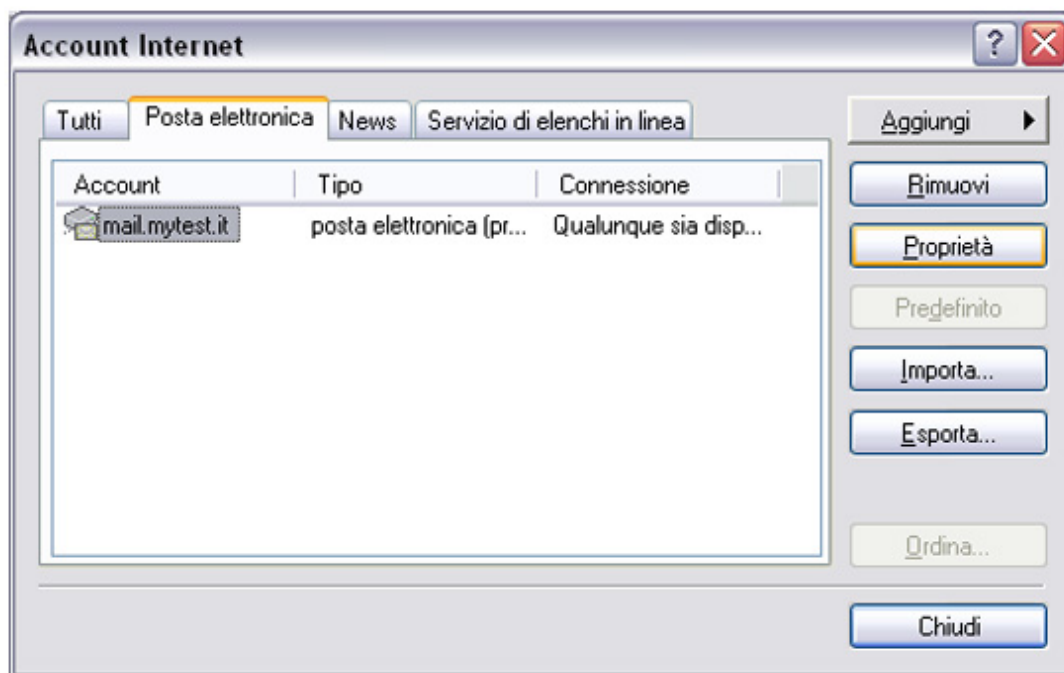 Account Internet
?
Tutti Posta elettronica News Servizio di elenchi in linea
Aggiungi
Account Tipo Connessione
Rimuovi
mail.mytest.it posta elettronica (pr... Qualunque sia disp...
Proprietà
Predefinito
Importa...
Esporta...
Ordina...
Chiudi